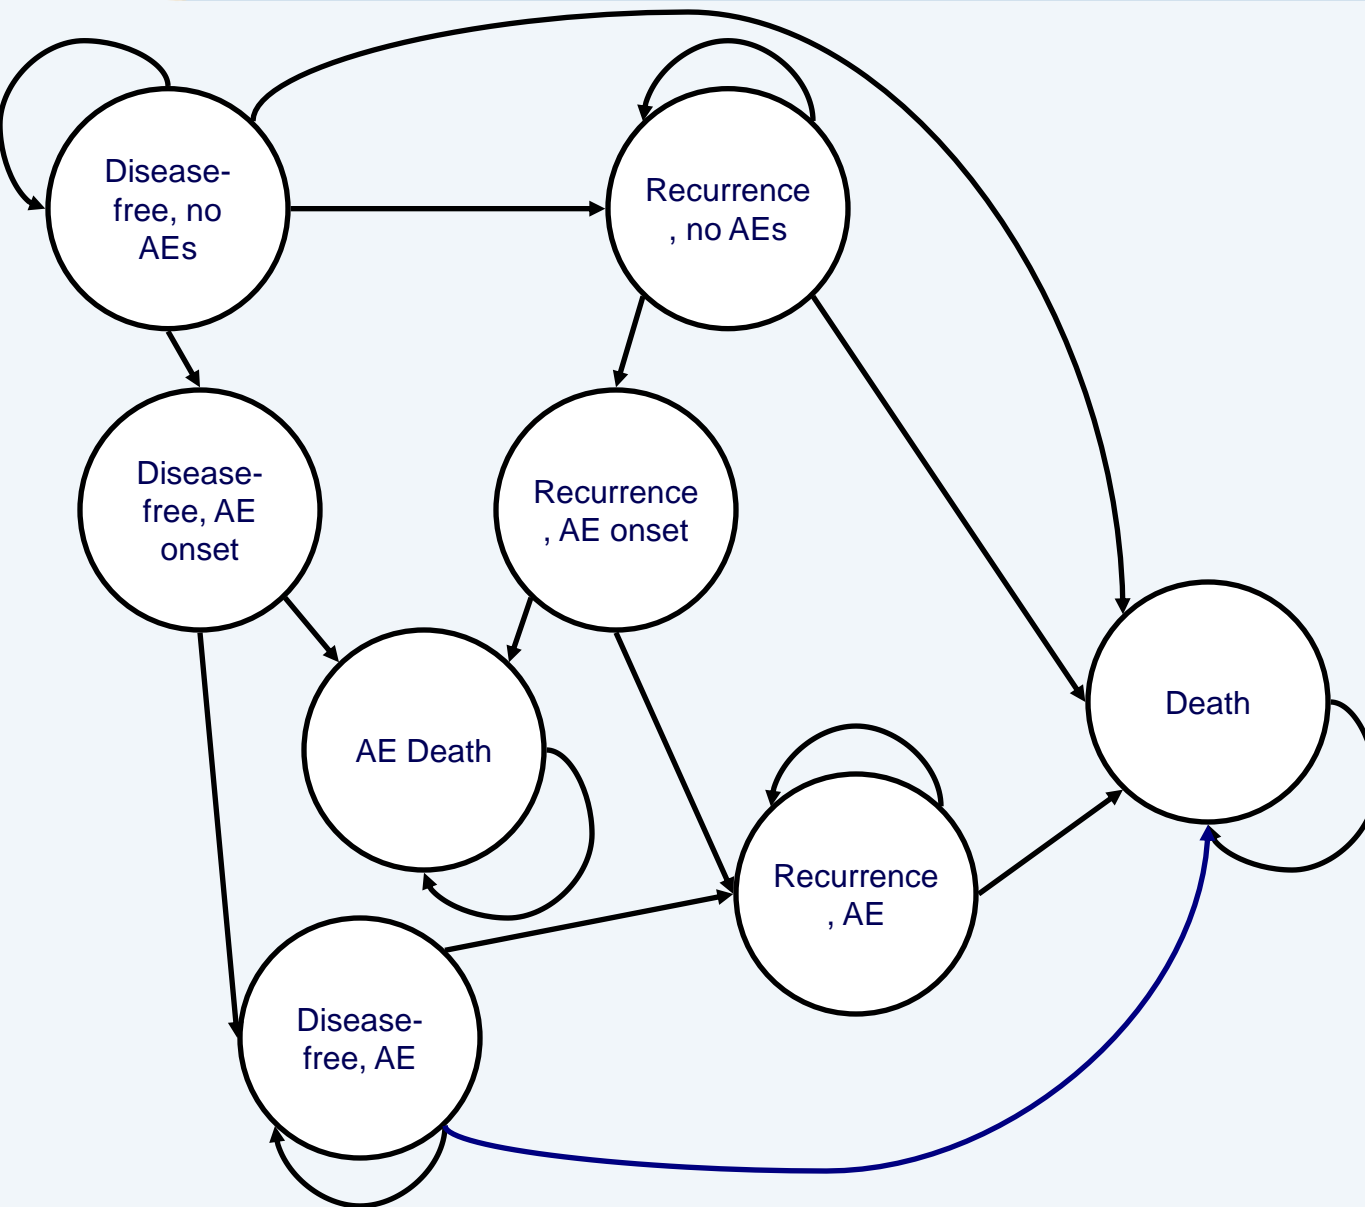 Disease-
free, no
AEs
Recurrence
, no AEs
Disease-
free, AE
onset
Recurrence
, AE onset
AE Death
Death
Recurrence
, AE
Disease-
free, AE